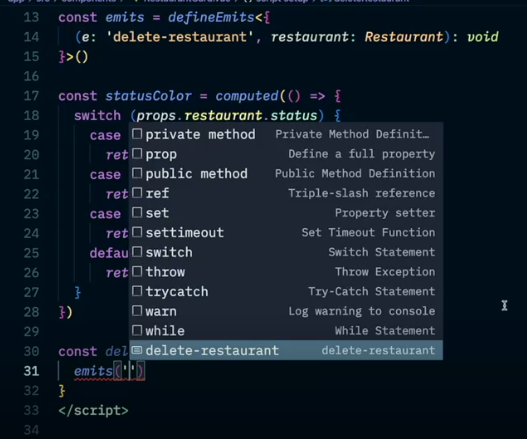 app > src > components > RestaurantCard.vue > {} script setup > deleteRestaurant
13 const emits = defineEmits<{
14 (e: 'delete-restaurant', restaurant: Restaurant): void
15 }>()
16
17 const statusColor = computed(() => {
18 switch (props.restaurant.status) {
19 case private method Private Method Definit…
20 ret prop Define a full property
21 case public method Public Method Definition
22 ret ref Triple-slash reference
23 case set Property setter
24 ret settimeout Set Timeout Function
25 defau switch Switch Statement
26 ret throw Throw Exception
27 } trycatch Try-Catch Statement
28 }) warn Log warning to console
29 while While Statement
30 const del delete-restaurant delete-restaurant
31 emits('')
32 }
33 </script>
34